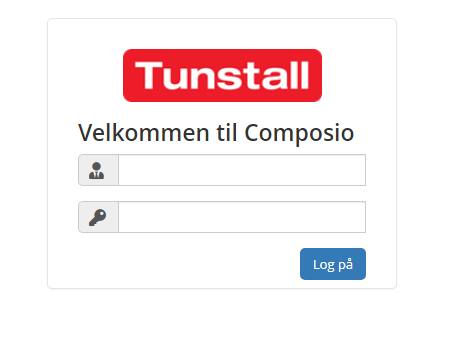 Tunstall
Velkommen til Composio
Log på